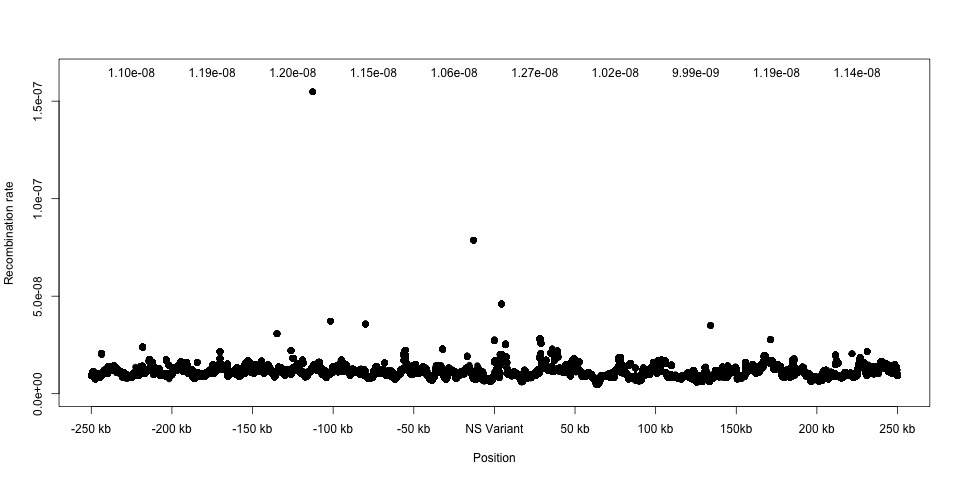 1.10e-08 1.19e-08 1.20e-08 1.15e-08 1.06e-08 1.27e-08 1.02e-08 9.99e-09 1.19e-08 1.14e-08
1.5e-07
1.0e-07
5.0e-08
0.0e+00
Recombination rate
-250 kb -200 kb -150 kb -100 kb -50 kb NS Variant 50 kb 100 kb 150kb 200 kb 250 kb
Position